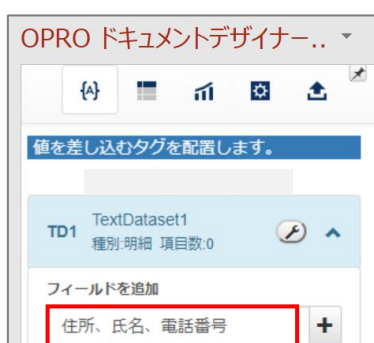 OPRO ドキュメントデザイナー..
{A}
値を差し込むタグを配置します。
TD1 TextDataset1
種別:明細 項目数:0
フィールドを追加
住所、氏名、電話番号 +